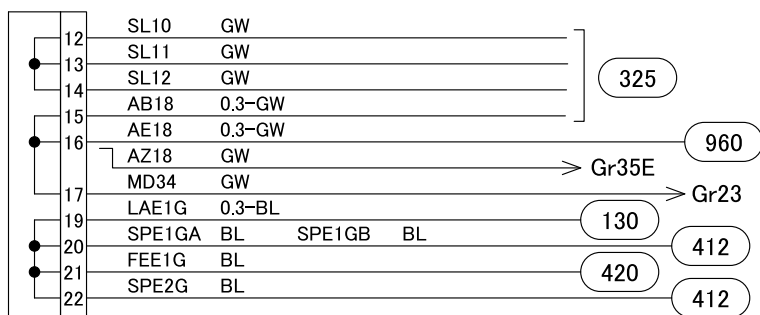 SL10 GW
12
SL11 GW
13
SL12 GW
14
325
AB18 0.3-GW
15
AE18 0.3-GW
16
960
AZ18 GW
Gr35E
MD34 GW
17
Gr23
LAE1G 0.3-BL
19
130
SPE1GA BL SPE1GB BL
20
412
FEE1G BL
21
420
SPE2G BL
22
412